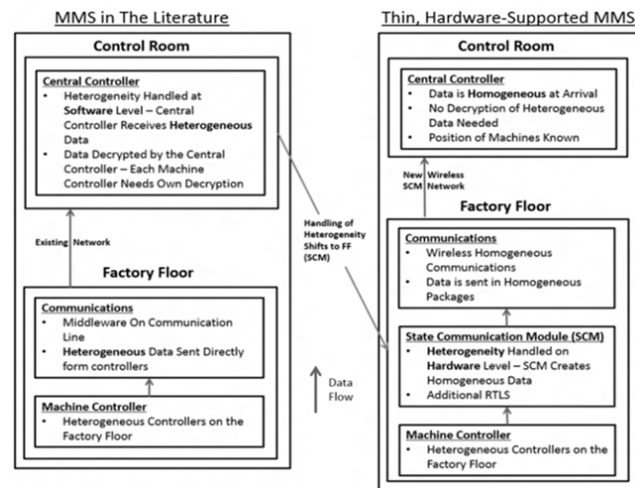 MMS in The Literature
Control Room
Central Controller
• Heterogeneity Handled at
Software Level – Central
Controller Receives Heterogeneous
Data
• Data Decrypted by the Central
Controller – Each Machine
Controller Needs Own Decryption
Existing Network
Factory Floor
Communications
• Middleware On Communication
Line
• Heterogeneous Data Sent Directly
form controllers
Machine Controller
• Heterogeneous Controllers on the
Factory Floor
Handling of
Heterogeneity
Shifts to FF
(SCM)
Data
Flow
Thin, Hardware-Supported MMS
Control Room
Central Controller
• Data is Homogeneous at Arrival
• No Decryption of Heterogeneous
Data Needed
• Position of Machines Known
New Wireless
SCM Network
Factory Floor
Communications
• Wireless Homogeneous
Communications
• Data is sent in Homogeneous
Packages
State Communication Module (SCM)
• Heterogeneity Handled on
Hardware Level – SCM Creates
Homogeneous Data
• Additional RTLS
Machine Controller
• Heterogeneous Controllers on the
Factory Floor